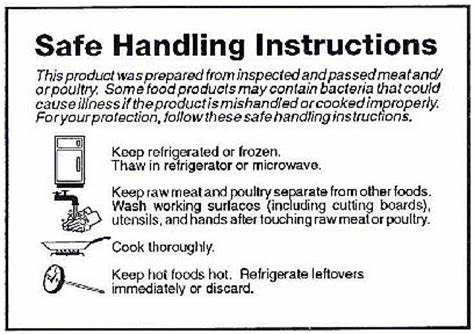 Safe Handling Instructions
This product was prepared from inspected and passed meat and/
or poultry. Some food products may contain bacteria that could
cause illness if the product is mishandled or cooked improperly.
For your protection, follow these safe handling instructions.
Keep refrigerated or frozen.
Thaw in refrigerator or microwave.
Keep raw meat and poultry separate from other foods.
Wash working surfaces (including cutting boards),
utensils, and hands after touching raw meat or poultry.
Cook thoroughly.
Keep hot foods hot. Refrigerate leftovers
immediately or discard.